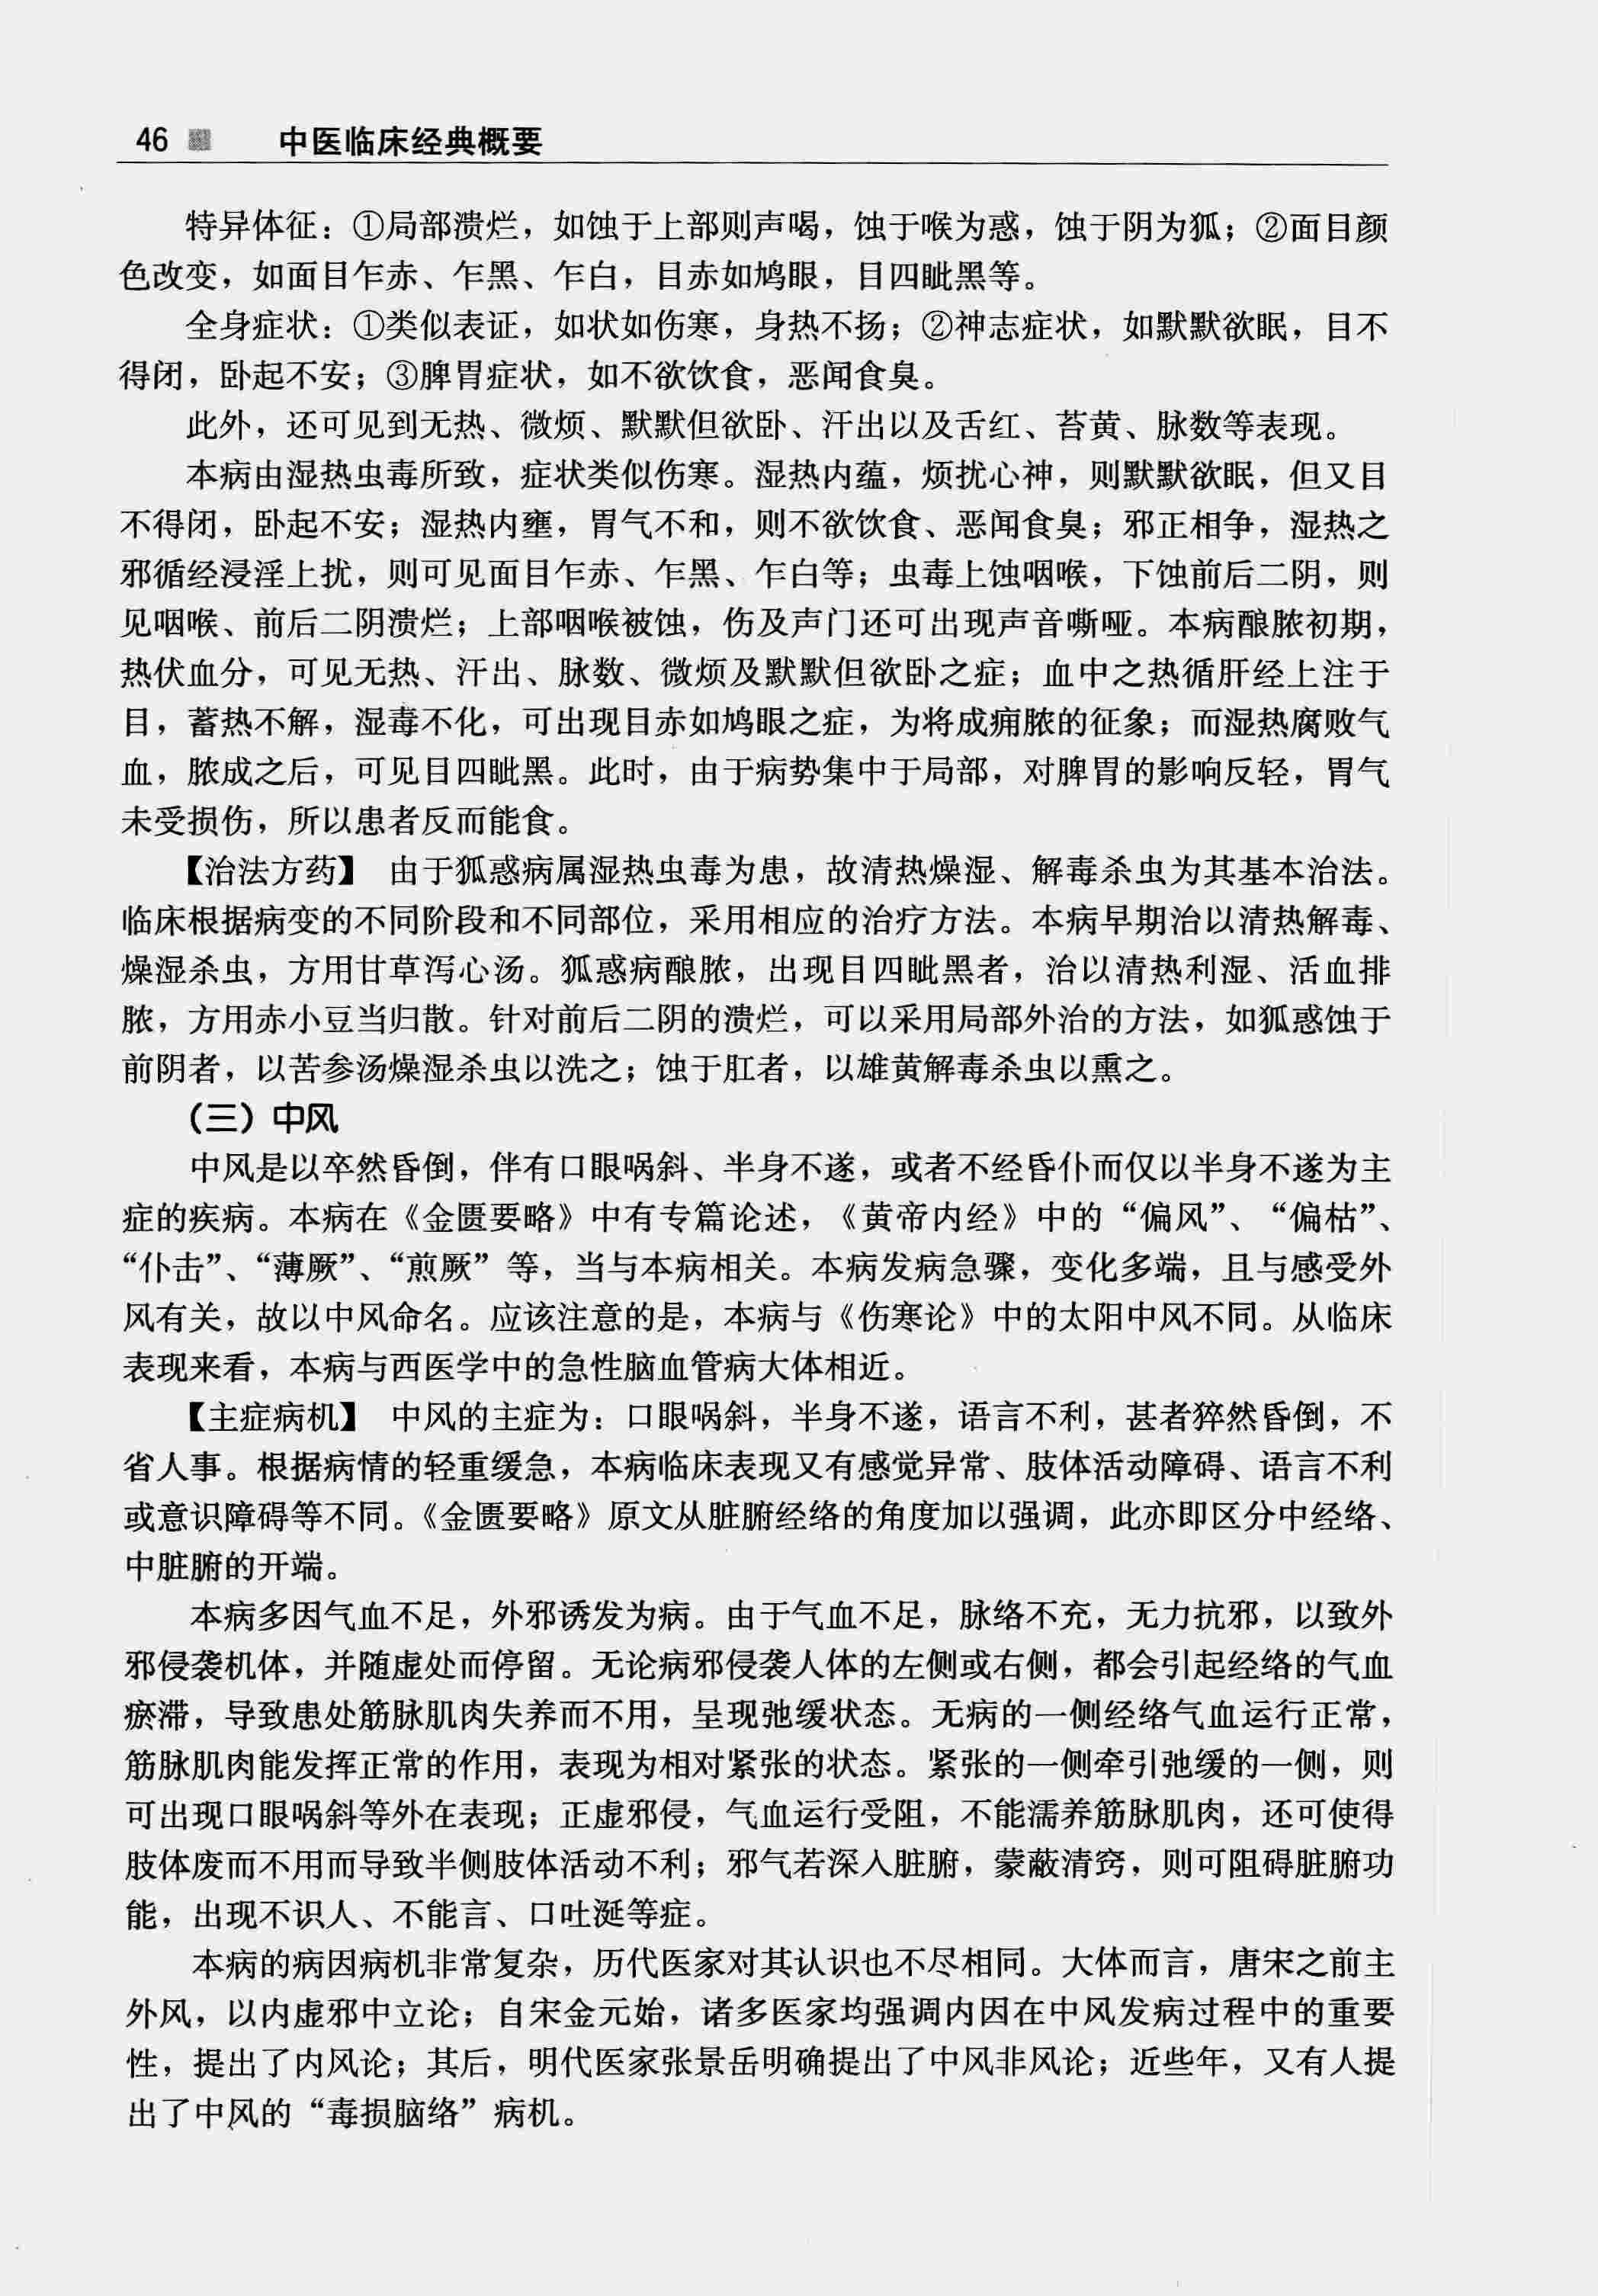 46 中医临床经典概要
特异体征：①局部溃烂，如蚀于上部则声喝，蚀于喉为惑，蚀于阴为狐；②面目颜
色改变，如面目乍赤、乍黑、乍白，目赤如鸠眼，目四眦黑等。
全身症状：①类似表证，如状如伤寒，身热不扬；②神志症状，如默默欲眠，目不
得闭，卧起不安；③脾胃症状，如不欲饮食，恶闻食臭。
此外，还可见到无热、微烦、默默但欲卧、汗出以及舌红、苔黄、脉数等表现。
本病由湿热虫毒所致，症状类似伤寒。湿热内蕴，烦扰心神，则默默欲眠，但又目
不得闭，卧起不安；湿热内壅，胃气不和，则不欲饮食、恶闻食臭；邪正相争，湿热之
邪循经浸淫上扰，则可见面目乍赤、乍黑、乍白等；虫毒上蚀咽喉，下蚀前后二阴，则
见咽喉、前后二阴溃烂；上部咽喉被蚀，伤及声门还可出现声音嘶哑。本病酿脓初期，
热伏血分，可见无热、汗出、脉数、微烦及默默但欲卧之症；血中之热循肝经上注于
目，蓄热不解，湿毒不化，可出现目赤如鸠眼之症，为将成痈脓的征象；而湿热腐败气
血，脓成之后，可见目四眦黑。此时，由于病势集中于局部，对脾胃的影响反轻，胃气
未受损伤，所以患者反而能食。
【治法方药】 由于狐惑病属湿热虫毒为患，故清热燥湿、解毒杀虫为其基本治法。
临床根据病变的不同阶段和不同部位，采用相应的治疗方法。本病早期治以清热解毒、
燥湿杀虫，方用甘草泻心汤。狐惑病酿脓，出现目四眦黑者，治以清热利湿、活血排
脓，方用赤小豆当归散。针对前后二阴的溃烂，可以采用局部外治的方法，如狐惑蚀于
前阴者，以苦参汤燥湿杀虫以洗之；蚀于肛者，以雄黄解毒杀虫以熏之。
（三）中风
中风是以卒然昏倒，伴有口眼㖞斜、半身不遂，或者不经昏仆而仅以半身不遂为主
症的疾病。本病在《金匮要略》中有专篇论述，《黄帝内经》中的“偏风”、“偏枯”、
“仆击”、“薄厥”、“煎厥”等，当与本病相关。本病发病急骤，变化多端，且与感受外
风有关，故以中风命名。应该注意的是，本病与《伤寒论》中的太阳中风不同。从临床
表现来看，本病与西医学中的急性脑血管病大体相近。
【主症病机】 中风的主症为：口眼㖞斜，半身不遂，语言不利，甚者猝然昏倒，不
省人事。根据病情的轻重缓急，本病临床表现又有感觉异常、肢体活动障碍、语言不利
或意识障碍等不同。《金匮要略》原文从脏腑经络的角度加以强调，此亦即区分中经络、
中脏腑的开端。
本病多因气血不足，外邪诱发为病。由于气血不足，脉络不充，无力抗邪，以致外
邪侵袭机体，并随虚处而停留。无论病邪侵袭人体的左侧或右侧，都会引起经络的气血
瘀滞，导致患处筋脉肌肉失养而不用，呈现弛缓状态。无病的一侧经络气血运行正常，
筋脉肌肉能发挥正常的作用，表现为相对紧张的状态。紧张的一侧牵引弛缓的一侧，则
可出现口眼㖞斜等外在表现；正虚邪侵，气血运行受阻，不能濡养筋脉肌肉，还可使得
肢体废而不用而导致半侧肢体活动不利；邪气若深入脏腑，蒙蔽清窍，则可阻碍脏腑功
能，出现不识人、不能言、口吐涎等症。
本病的病因病机非常复杂，历代医家对其认识也不尽相同。大体而言，唐宋之前主
外风，以内虚邪中立论；自宋金元始，诸多医家均强调内因在中风发病过程中的重要
性，提出了内风论；其后，明代医家张景岳明确提出了中风非风论；近些年，又有人提
出了中风的“毒损脑络”病机。